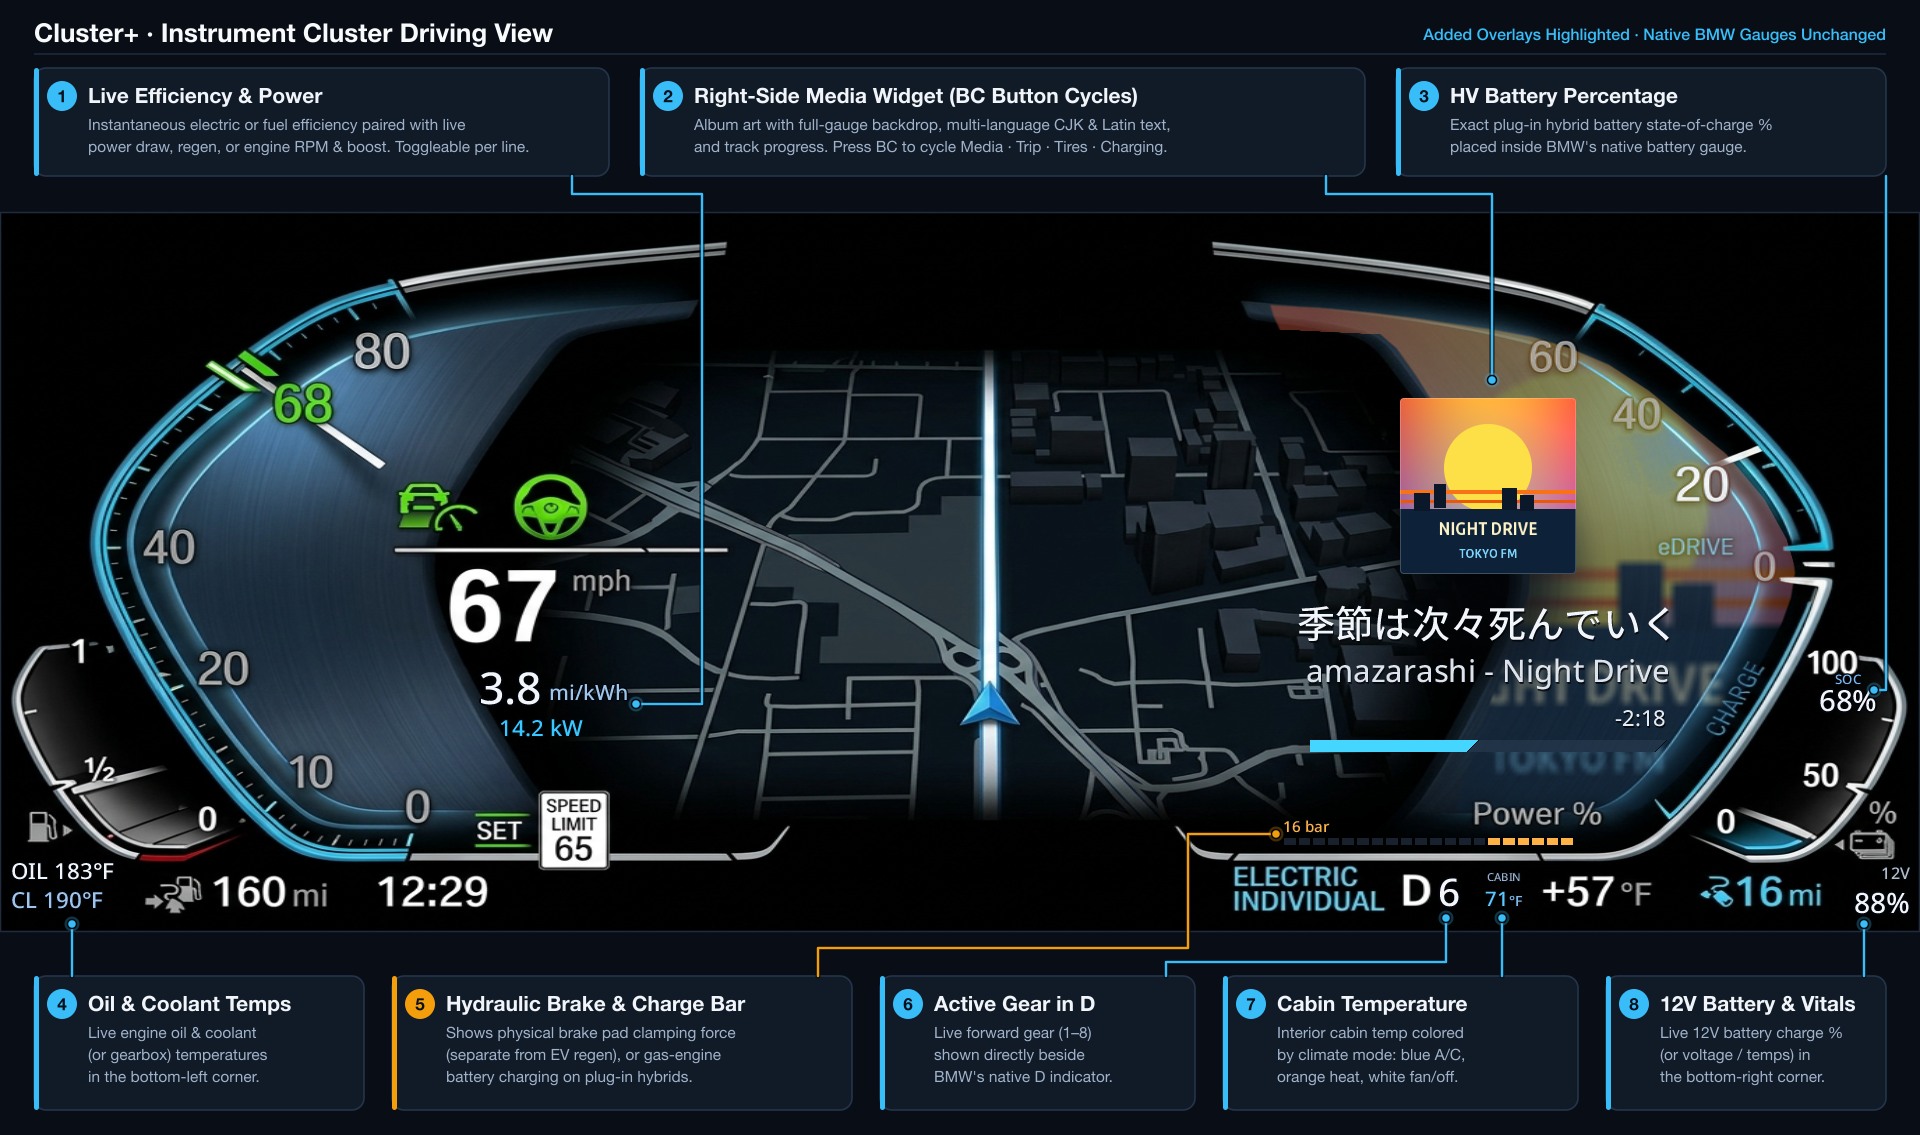 Cluster+ · Instrument Cluster Driving View
Added Overlays Highlighted · Native BMW Gauges Unchanged
1 Live Efficiency & Power
Instantaneous electric or fuel efficiency paired with live
power draw, regen, or engine RPM & boost. Toggleable per line.
2 Right-Side Media Widget (BC Button Cycles)
Album art with full-gauge backdrop, multi-language CJK & Latin text,
and track progress. Press BC to cycle Media · Trip · Tires · Charging.
3 HV Battery Percentage
Exact plug-in hybrid battery state-of-charge %
placed inside BMW's native battery gauge.
80
68
40
20
10
0
67 mph
3.8 mi/kWh
14.2 kW
SET
SPEED
LIMIT
65
1
½
0
OIL 183°F
CL 190°F
160 mi
12:29
60
40
20
eDRIVE
0
CHARGE
NIGHT DRIVE
TOKYO FM
季節は次々死んでいく
amazarashi - Night Drive
GHT DRIVE
-2:18
TOKYO FM
Power %
16 bar
100
SOC
68%
50
0
%
ELECTRIC
INDIVIDUAL
D 6
CABIN
71°F
+57 °F
16 mi
12V
88%
4 Oil & Coolant Temps
Live engine oil & coolant
(or gearbox) temperatures
in the bottom-left corner.
5 Hydraulic Brake & Charge Bar
Shows physical brake pad clamping force
(separate from EV regen), or gas-engine
battery charging on plug-in hybrids.
6 Active Gear in D
Live forward gear (1–8)
shown directly beside
BMW's native D indicator.
7 Cabin Temperature
Interior cabin temp colored
by climate mode: blue A/C,
orange heat, white fan/off.
8 12V Battery & Vitals
Live 12V battery charge %
(or voltage / temps) in
the bottom-right corner.